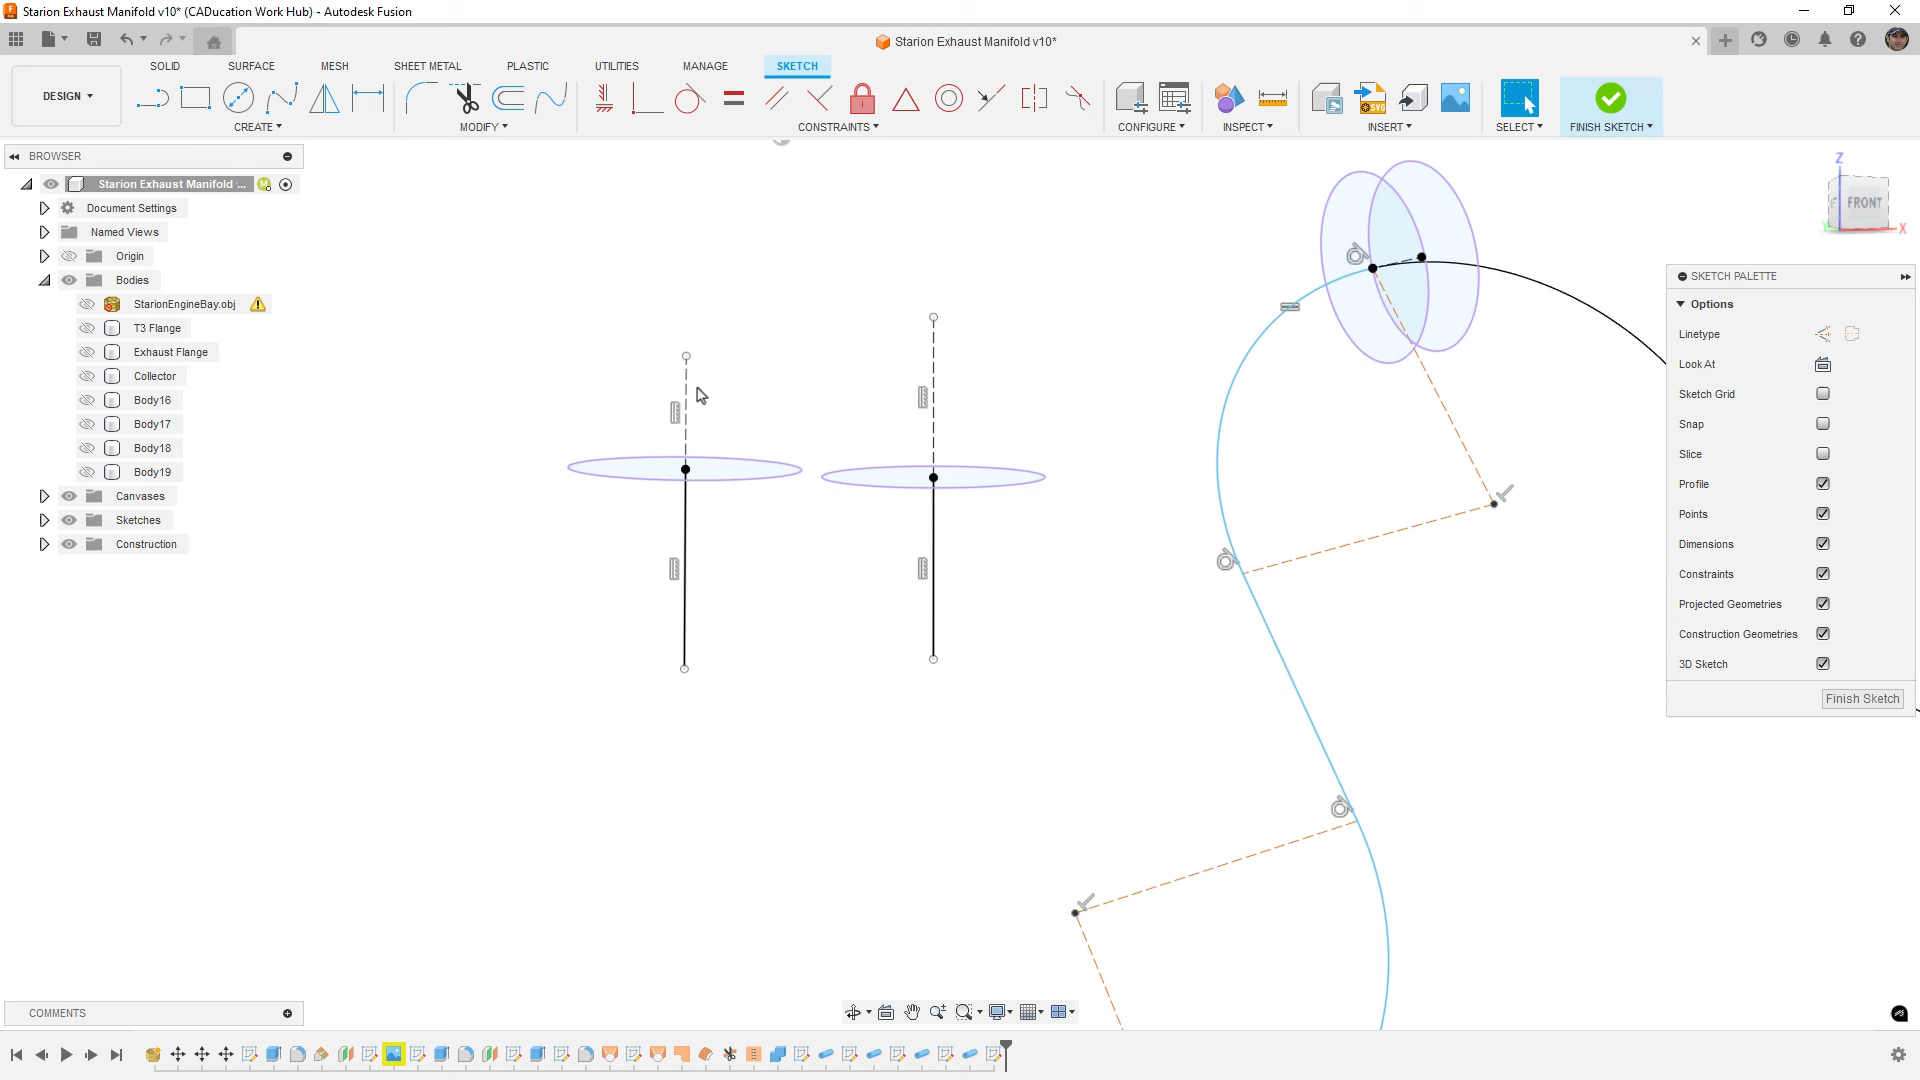 Starion Exhaust Manifold v10* (CADucation Work Hub) - Autodesk Fusion
Starion Exhaust Manifold v10*
DESIGN
SOLID
SURFACE
MESH
SHEET METAL
PLASTIC
UTILITIES
MANAGE
SKETCH
CREATE
MODIFY
CONSTRAINTS
CONFIGURE
INSPECT
INSERT
SELECT
FINISH SKETCH
BROWSER
Starion Exhaust Manifold ...
Document Settings
Named Views
Origin
Bodies
StarionEngineBay.obj
T3 Flange
Exhaust Flange
Collector
Body16
Body17
Body18
Body19
Canvases
Sketches
Construction
Z
FRONT
X
SKETCH PALETTE
Options
Linetype
Look At
Sketch Grid
Snap
Slice
Profile
Points
Dimensions
Constraints
Projected Geometries
Construction Geometries
3D Sketch
Finish Sketch
COMMENTS